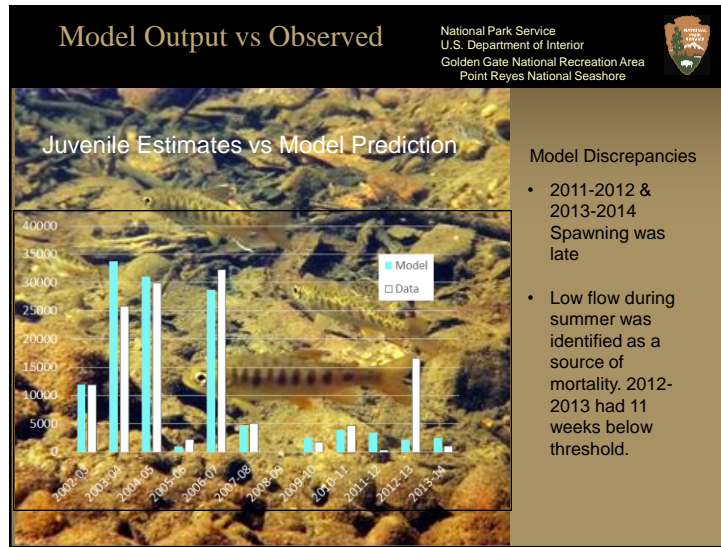 Model Output vs Observed
National Park Service
U.S. Department of Interior
Golden Gate National Recreation Area
Point Reyes National Seashore
NATIONAL
PARK
SERVICE
Juvenile Estimates vs Model Prediction
40000
35000
30000
25000
20000
15000
10000
5000
0
Model
Data
2002-03
2003-04
2004-05
2005-06
2006-07
2007-08
2008-09
2009-10
2010-11
2011-12
2012-13
2013-14
Model Discrepancies
• 2011-2012 &
2013-2014
Spawning was
late
• Low flow during
summer was
identified as a
source of
mortality. 2012-
2013 had 11
weeks below
threshold.